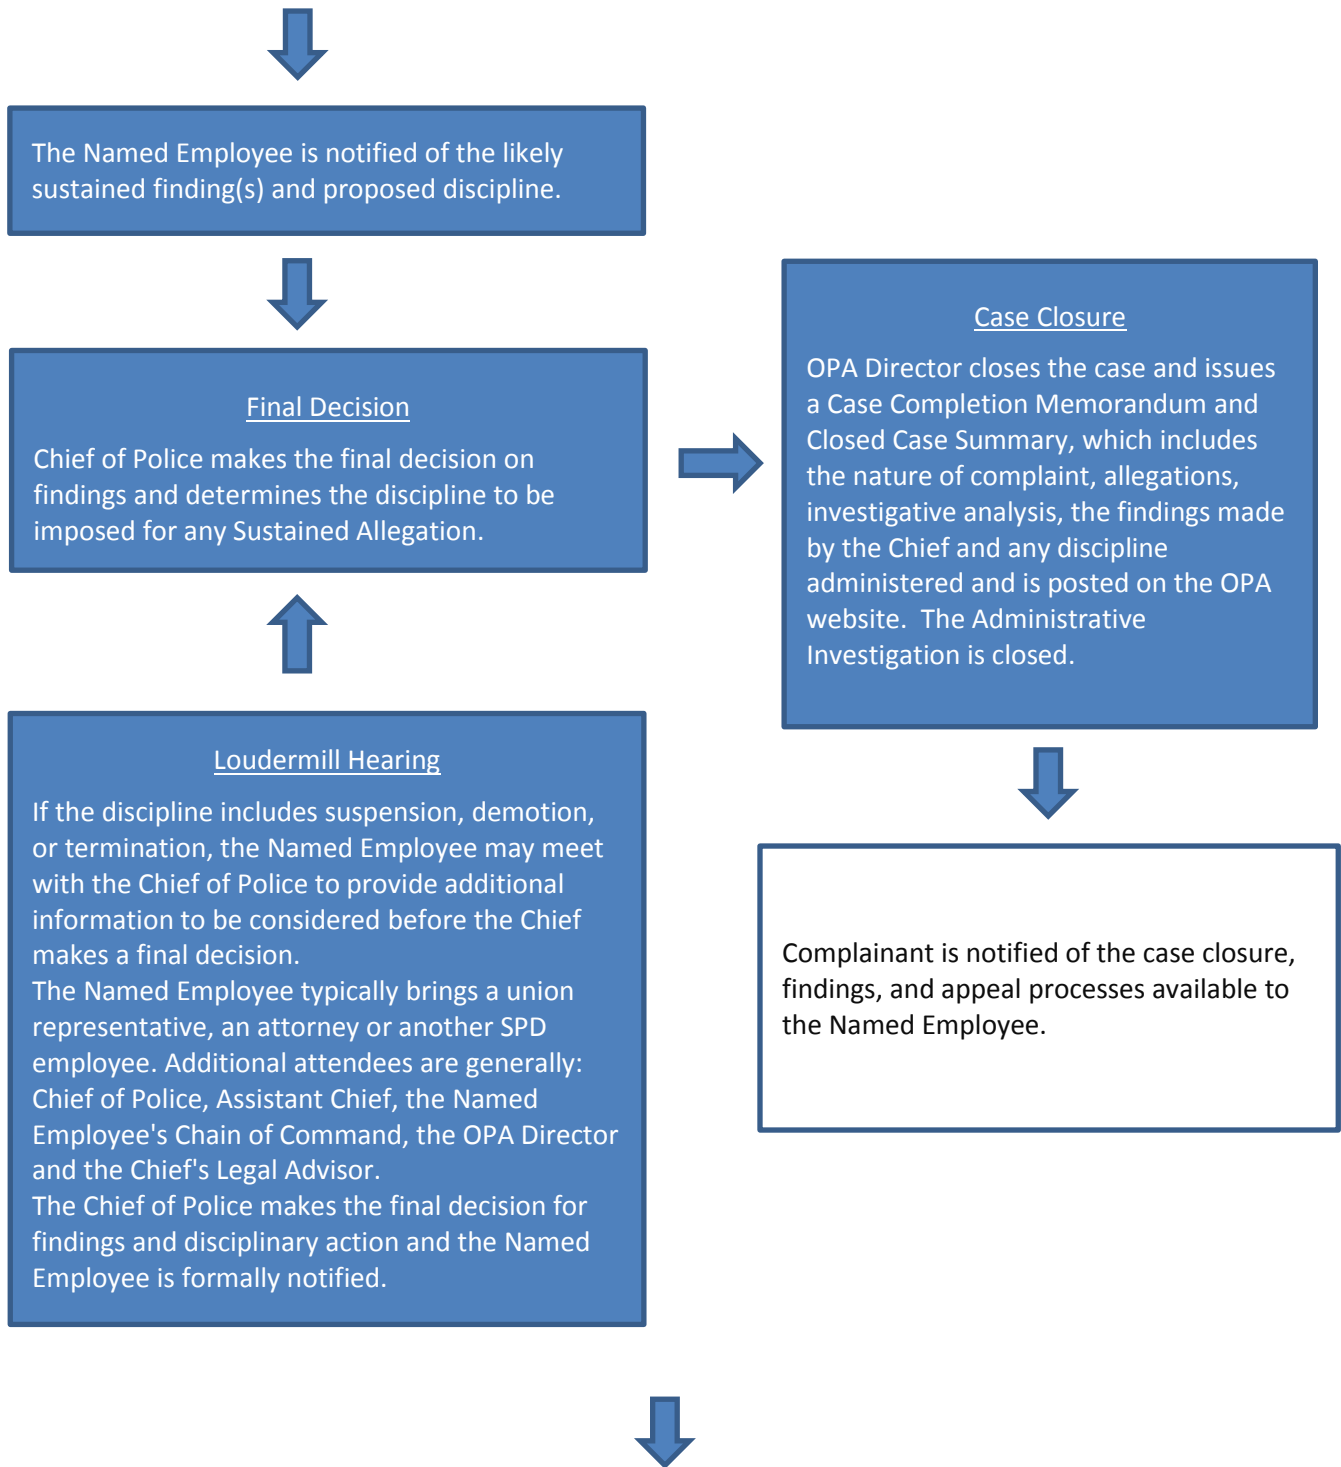 The Named Employee is notified of the likely
sustained finding(s) and proposed discipline.
Final Decision
Chief of Police makes the final decision on
findings and determines the discipline to be
imposed for any Sustained Allegation.
Case Closure
OPA Director closes the case and issues
a Case Completion Memorandum and
Closed Case Summary, which includes
the nature of complaint, allegations,
investigative analysis, the findings made
by the Chief and any discipline
administered and is posted on the OPA
website.  The Administrative
Investigation is closed.
Loudermill Hearing
If the discipline includes suspension, demotion,
or termination, the Named Employee may meet
with the Chief of Police to provide additional
information to be considered before the Chief
makes a final decision.
The Named Employee typically brings a union
representative, an attorney or another SPD
employee. Additional attendees are generally:
Chief of Police, Assistant Chief, the Named
Employee's Chain of Command, the OPA Director
and the Chief's Legal Advisor.
The Chief of Police makes the final decision for
findings and disciplinary action and the Named
Employee is formally notified.
Complainant is notified of the case closure,
findings, and appeal processes available to
the Named Employee.